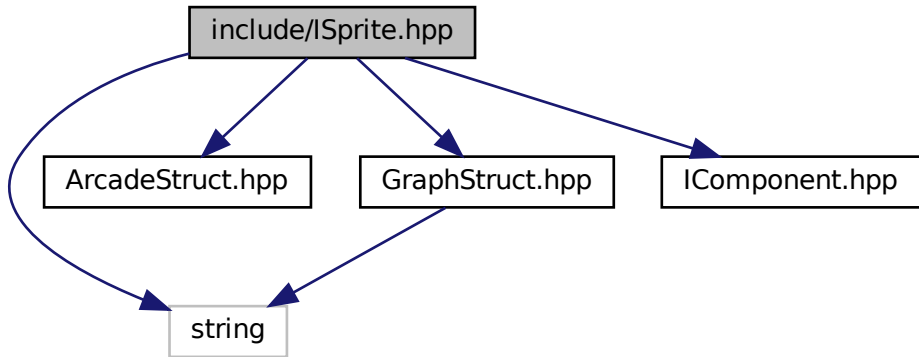 include/ISprite.hpp
ArcadeStruct.hpp
GraphStruct.hpp
IComponent.hpp
string